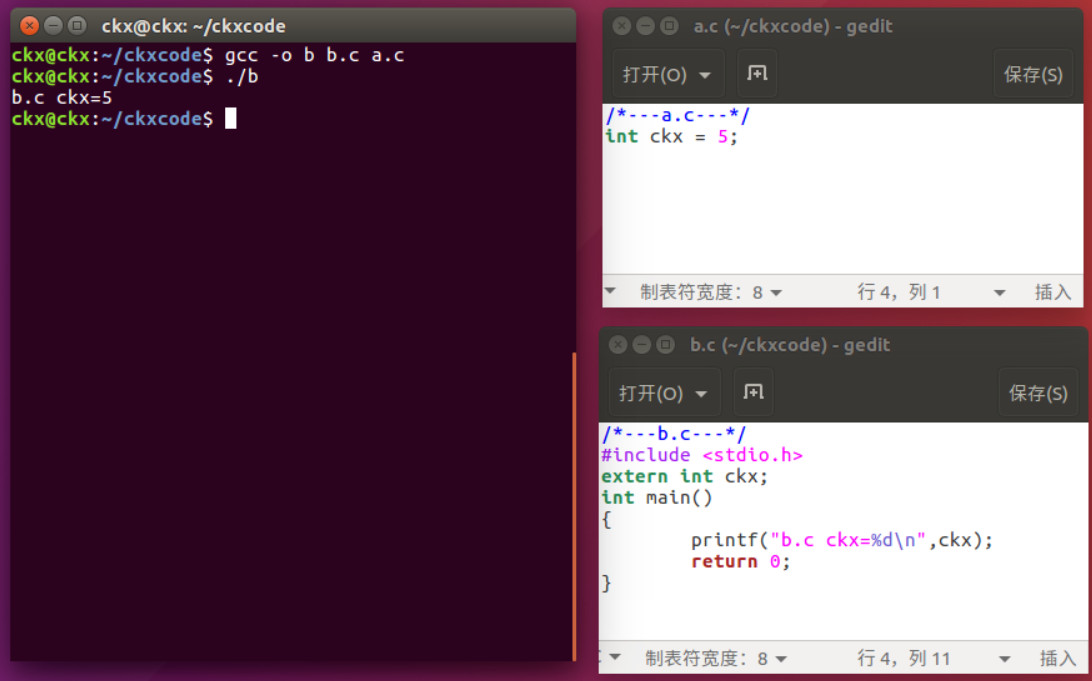 ckx@ckx: ~/ckxcode
ckx@ckx:~/ckxcode$ gcc -o b b.c a.c
ckx@ckx:~/ckxcode$ ./b
b.c ckx=5
ckx@ckx:~/ckxcode$
a.c (~/ckxcode) - gedit
打开(O) 保存(S)
/*---a.c---*/
int ckx = 5;
制表符宽度: 8 行 4，列 1 插入
b.c (~/ckxcode) - gedit
打开(O) 保存(S)
/*---b.c---*/
#include <stdio.h>
extern int ckx;
int main()
{
        printf("b.c ckx=%d\n",ckx);
        return 0;
}
制表符宽度: 8 行 4，列 11 插入